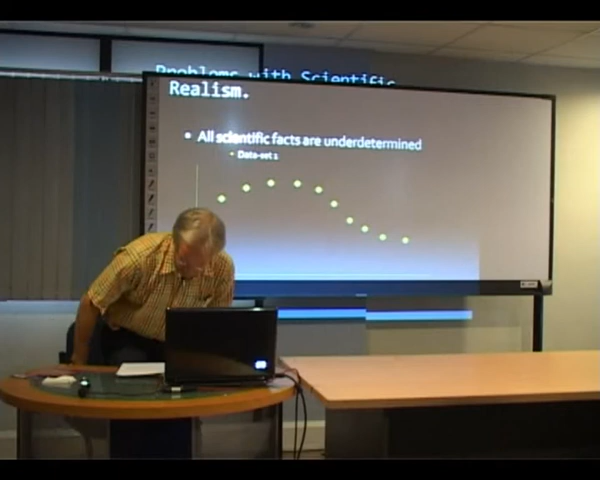 Problems with Scientific
Realism.
• All scientific facts are underdetermined
• Data-set 1